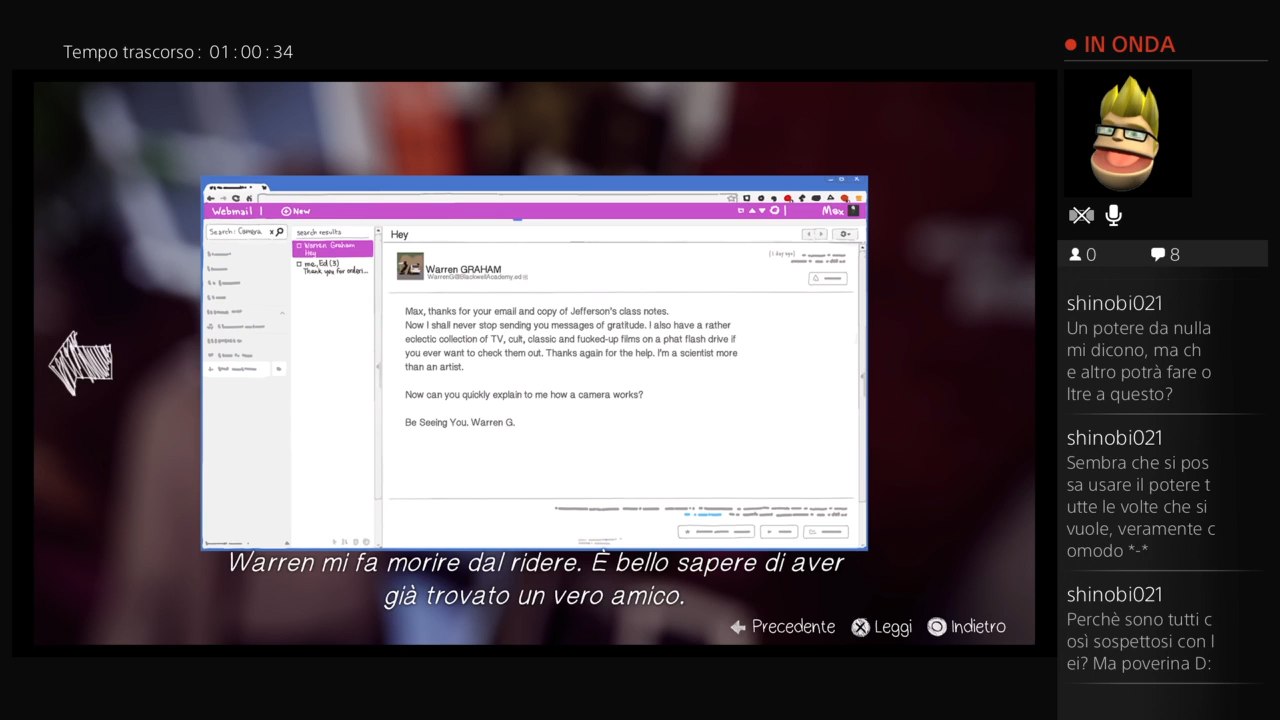 Tempo trascorso: 01:00:34
IN ONDA
0
8
shinobi021
Un potere da nulla
mi dicono, ma ch
e altro potrà fare o
ltre a questo?
shinobi021
Sembra che si pos
sa usare il potere t
utte le volte che si
vuole, veramente c
omodo *-*
shinobi021
Perchè sono tutti c
osì sospettosi con l
ei? Ma poverina D:
Webmail
New
Max
Search: Camera
search results
Warren Graham
Hey
me, Ed (3)
Thank you for orderi...
Hey
Warren GRAHAM
WarrenG@BlackwellAcademy.ed
(1 day ago)
Max, thanks for your email and copy of Jefferson's class notes.
Now I shall never stop sending you messages of gratitude. I also have a rather
eclectic collection of TV, cult, classic and fucked-up films on a phat flash drive if
you ever want to check them out. Thanks again for the help. I'm a scientist more
than an artist.
Now can you quickly explain to me how a camera works?
Be Seeing You. Warren G.
Warren mi fa morire dal ridere. È bello sapere di aver
già trovato un vero amico.
Precedente
Leggi
Indietro